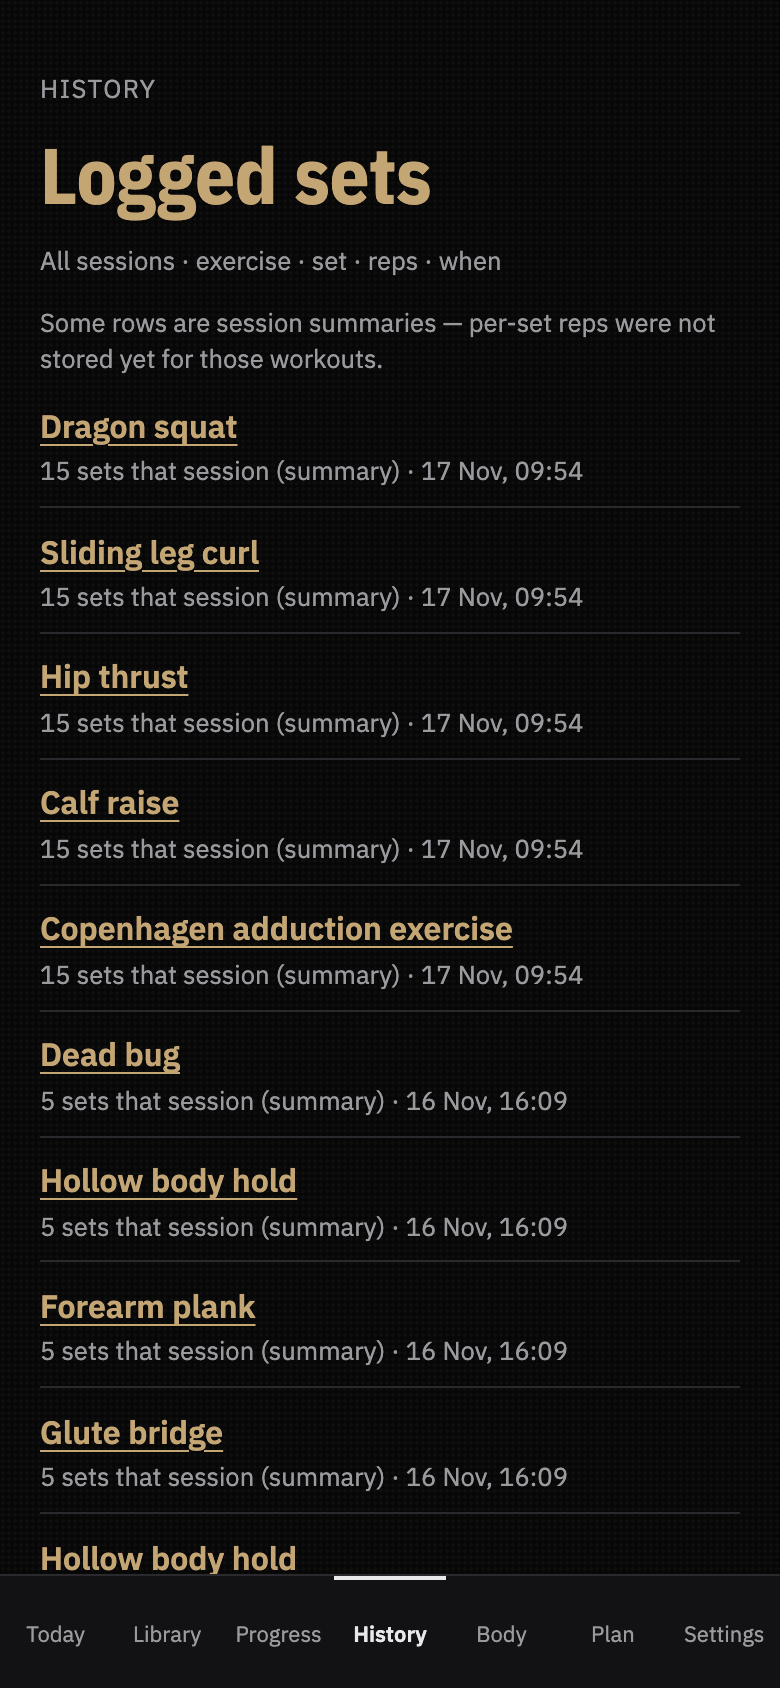 HISTORY
Logged sets
All sessions · exercise · set · reps · when
Some rows are session summaries — per-set reps were not
stored yet for those workouts.
Dragon squat
15 sets that session (summary) · 17 Nov, 09:54
Sliding leg curl
15 sets that session (summary) · 17 Nov, 09:54
Hip thrust
15 sets that session (summary) · 17 Nov, 09:54
Calf raise
15 sets that session (summary) · 17 Nov, 09:54
Copenhagen adduction exercise
15 sets that session (summary) · 17 Nov, 09:54
Dead bug
5 sets that session (summary) · 16 Nov, 16:09
Hollow body hold
5 sets that session (summary) · 16 Nov, 16:09
Forearm plank
5 sets that session (summary) · 16 Nov, 16:09
Glute bridge
5 sets that session (summary) · 16 Nov, 16:09
Hollow body hold
Today Library Progress History Body Plan Settings